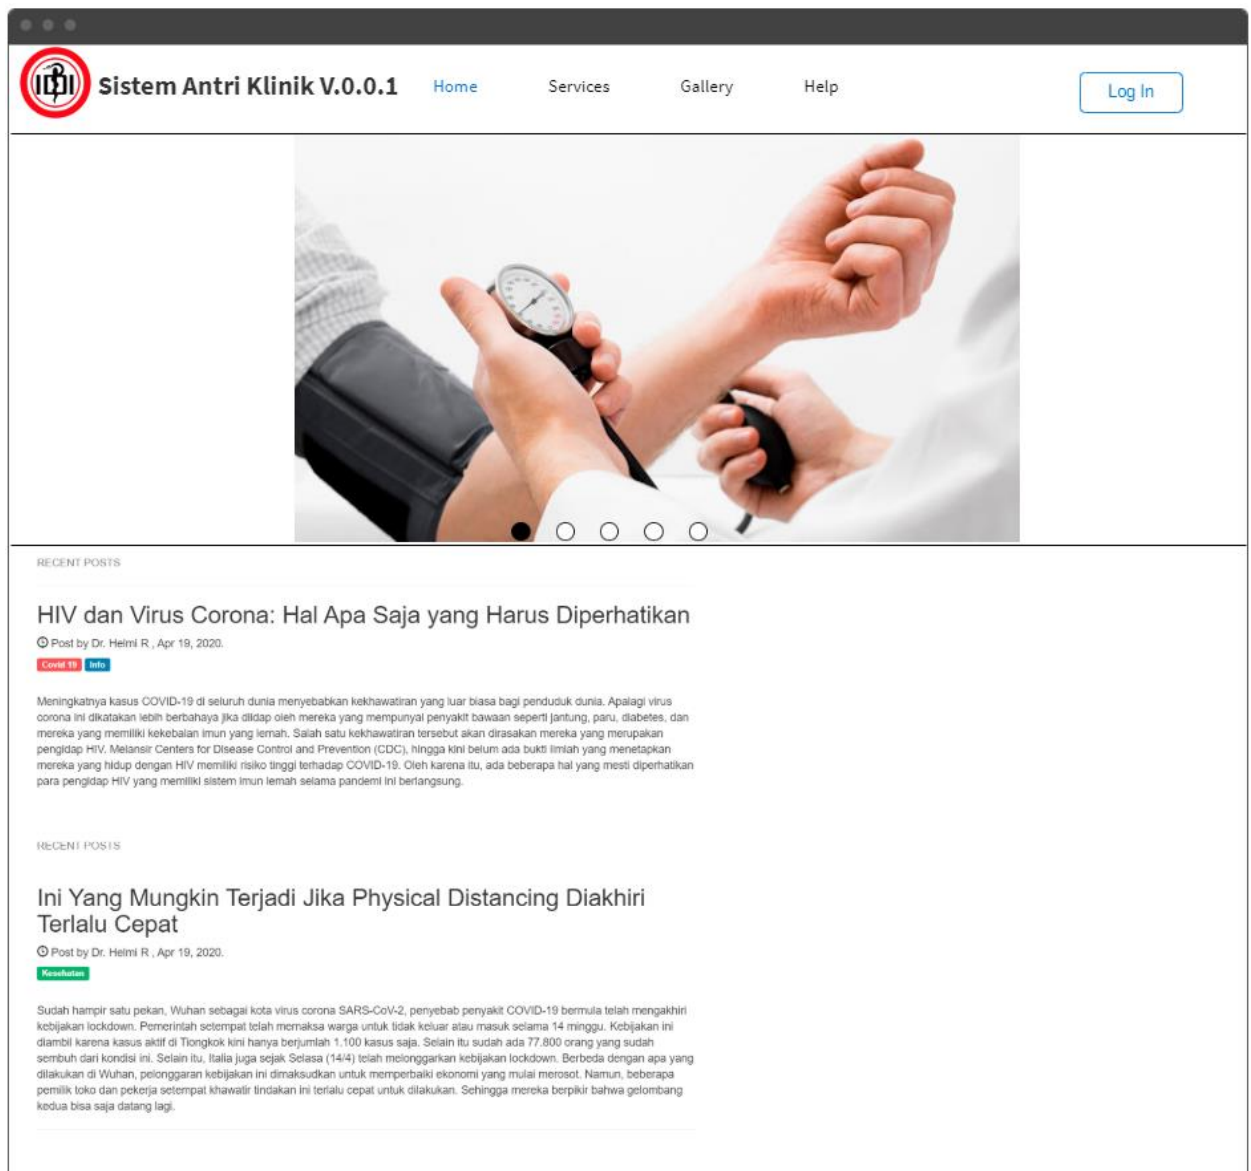 IDI
Sistem Antri Klinik V.0.0.1
Home
Services
Gallery
Help
Log In
RECENT POSTS
HIV dan Virus Corona: Hal Apa Saja yang Harus Diperhatikan
Post by Dr. Helmi R , Apr 19, 2020.
Covid 19 Info
Meningkatnya kasus COVID-19 di seluruh dunia menyebabkan kekhawatiran yang luar biasa bagi penduduk dunia. Apalagi virus
corona ini dikatakan lebih berbahaya jika diidap oleh mereka yang mempunyai penyakit bawaan seperti jantung, paru, diabetes, dan
mereka yang memiliki kekebalan imun yang lemah. Salah satu kekhawatiran tersebut akan dirasakan mereka yang merupakan
pengidap HIV. Melansir Centers for Disease Control and Prevention (CDC), hingga kini belum ada bukti ilmiah yang menetapkan
mereka yang hidup dengan HIV memiliki risiko tinggi terhadap COVID-19. Oleh karena itu, ada beberapa hal yang mesti diperhatikan
para pengidap HIV yang memiliki sistem imun lemah selama pandemi ini berlangsung.
RECENT POSTS
Ini Yang Mungkin Terjadi Jika Physical Distancing Diakhiri
Terlalu Cepat
Post by Dr. Helmi R , Apr 19, 2020.
Kesehatan
Sudah hampir satu pekan, Wuhan sebagai kota virus corona SARS-CoV-2, penyebab penyakit COVID-19 bermula telah mengakhiri
kebijakan lockdown. Pemerintah setempat telah memaksa warga untuk tidak keluar atau masuk selama 14 minggu. Kebijakan ini
diambil karena kasus aktif di Tiongkok kini hanya berjumlah 1.100 kasus saja. Selain itu sudah ada 77.800 orang yang sudah
sembuh dari kondisi ini. Selain itu, Italia juga sejak Selasa (14/4) telah melonggarkan kebijakan lockdown. Berbeda dengan apa yang
dilakukan di Wuhan, pelonggaran kebijakan ini dimaksudkan untuk memperbaiki ekonomi yang mulai merosot. Namun, beberapa
pemilik toko dan pekerja setempat khawatir tindakan ini terlalu cepat untuk dilakukan. Sehingga mereka berpikir bahwa gelombang
kedua bisa saja datang lagi.